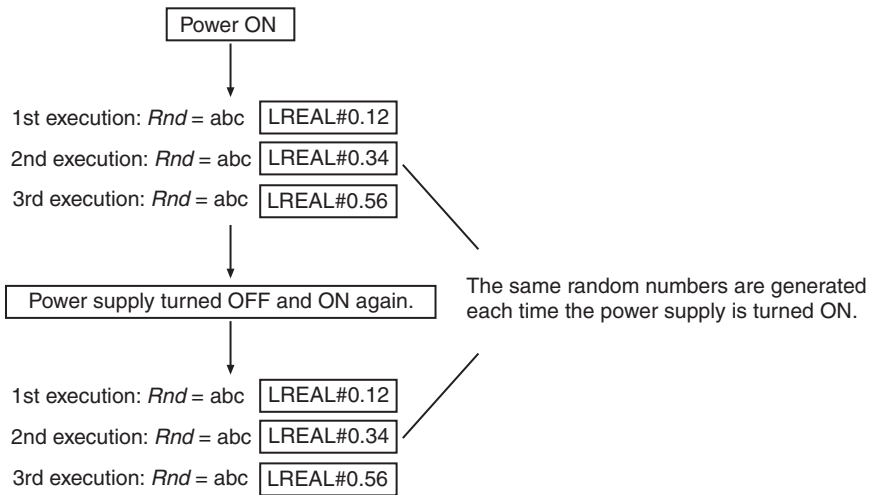 Power ON
1st execution: Rnd = abc LREAL#0.12
2nd execution: Rnd = abc LREAL#0.34
3rd execution: Rnd = abc LREAL#0.56
Power supply turned OFF and ON again.
The same random numbers are generated
each time the power supply is turned ON.
1st execution: Rnd = abc LREAL#0.12
2nd execution: Rnd = abc LREAL#0.34
3rd execution: Rnd = abc LREAL#0.56